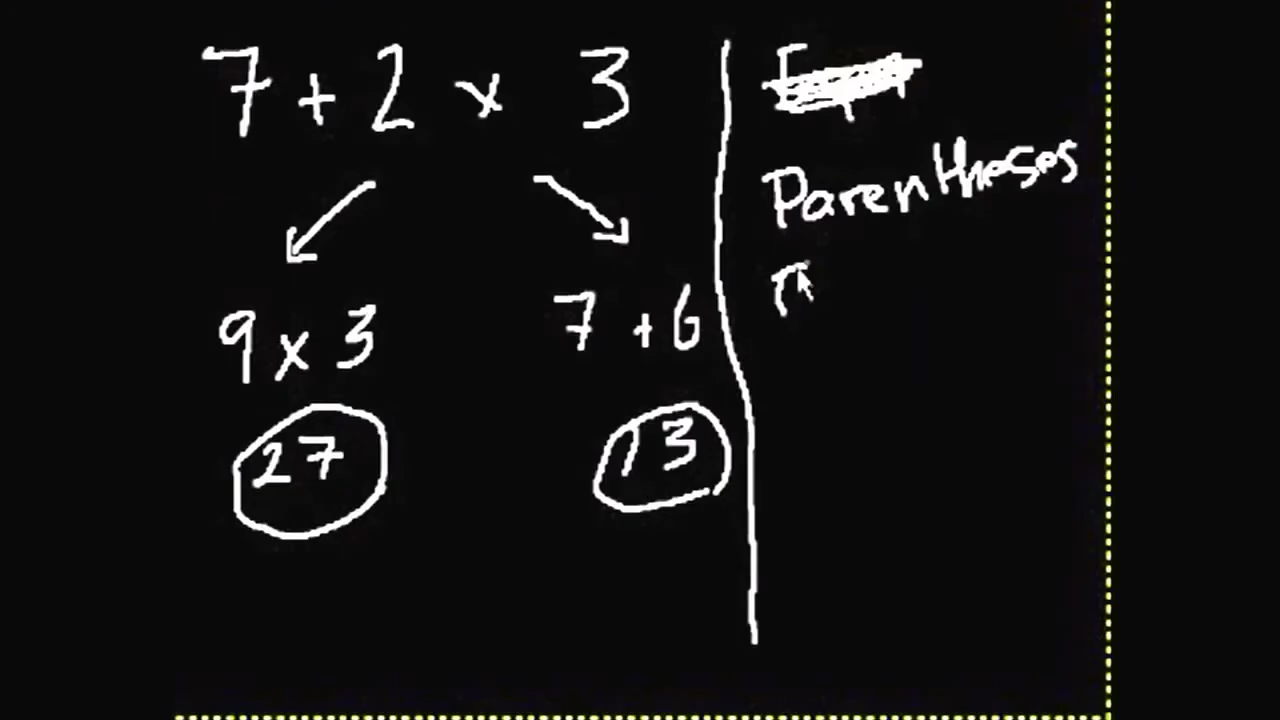 7 + 2 x 3
Parentheses
9 x 3
7 + 6
27
13